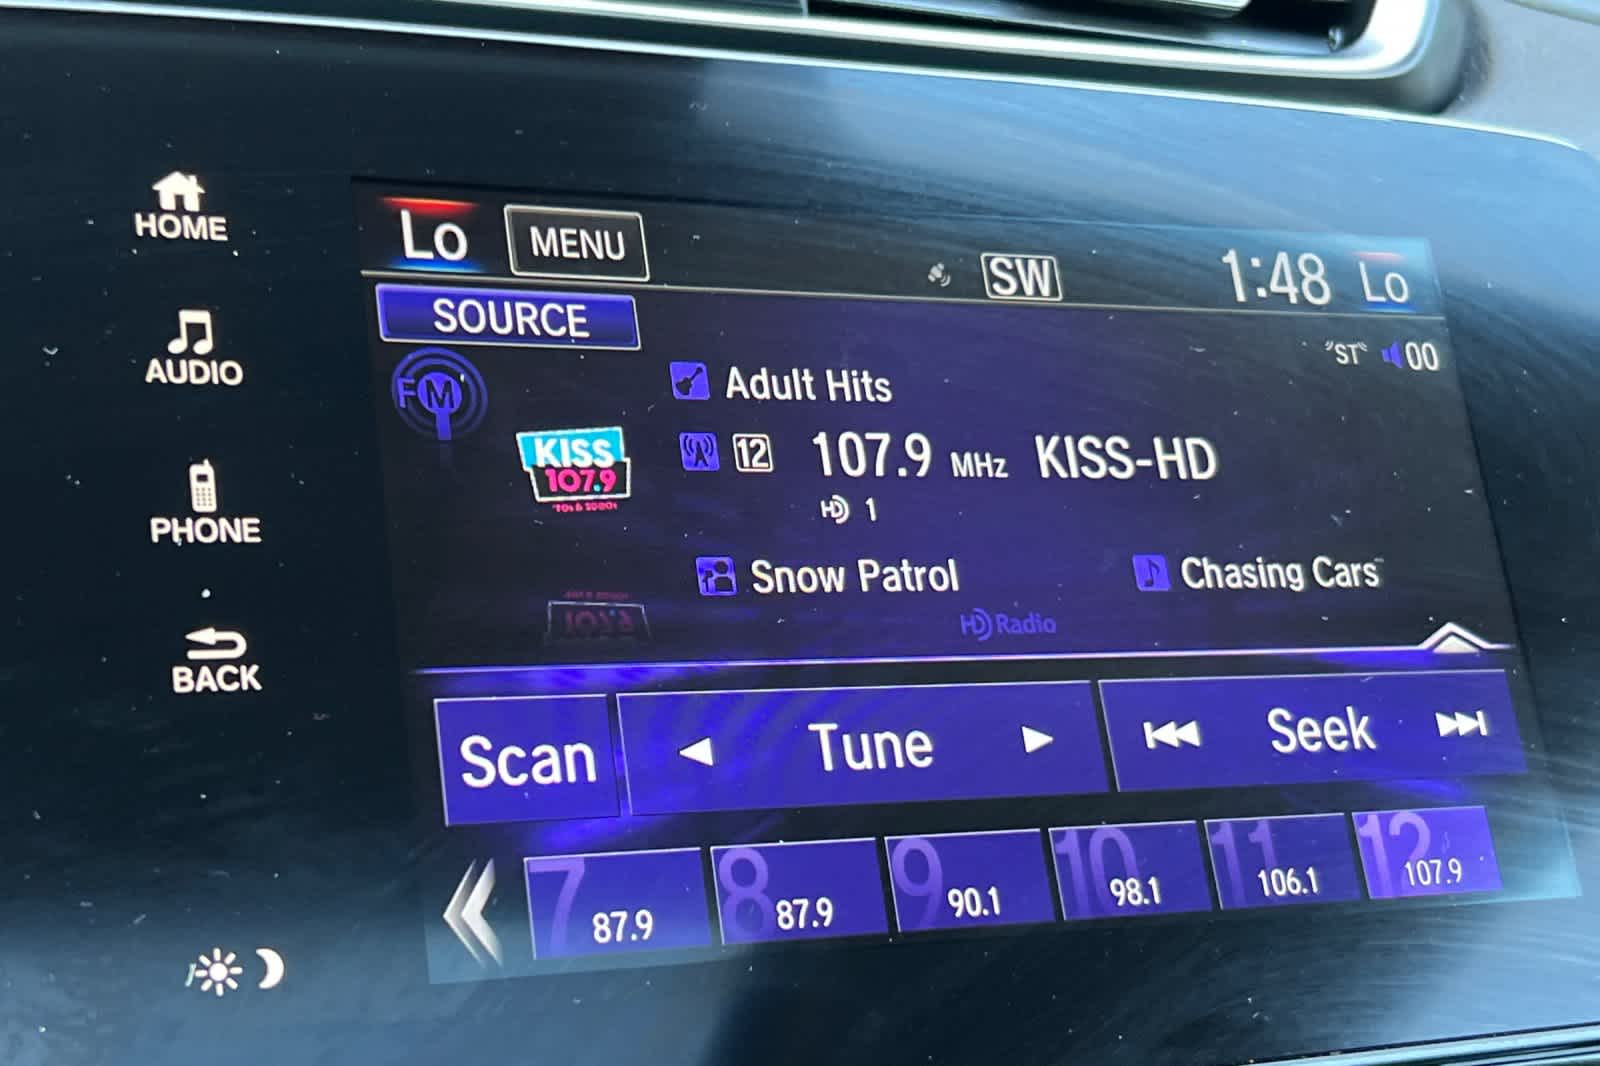 HOME
AUDIO
PHONE
BACK
Lo MENU SW 1:48 Lo
SOURCE
"ST" 00
FM
Adult Hits
KISS
107.9
12 107.9 MHz KISS-HD
HD 1
Snow Patrol Chasing Cars
HD Radio
Scan Tune Seek
7 87.9
8 87.9
9 90.1
10 98.1
11 106.1
12 107.9